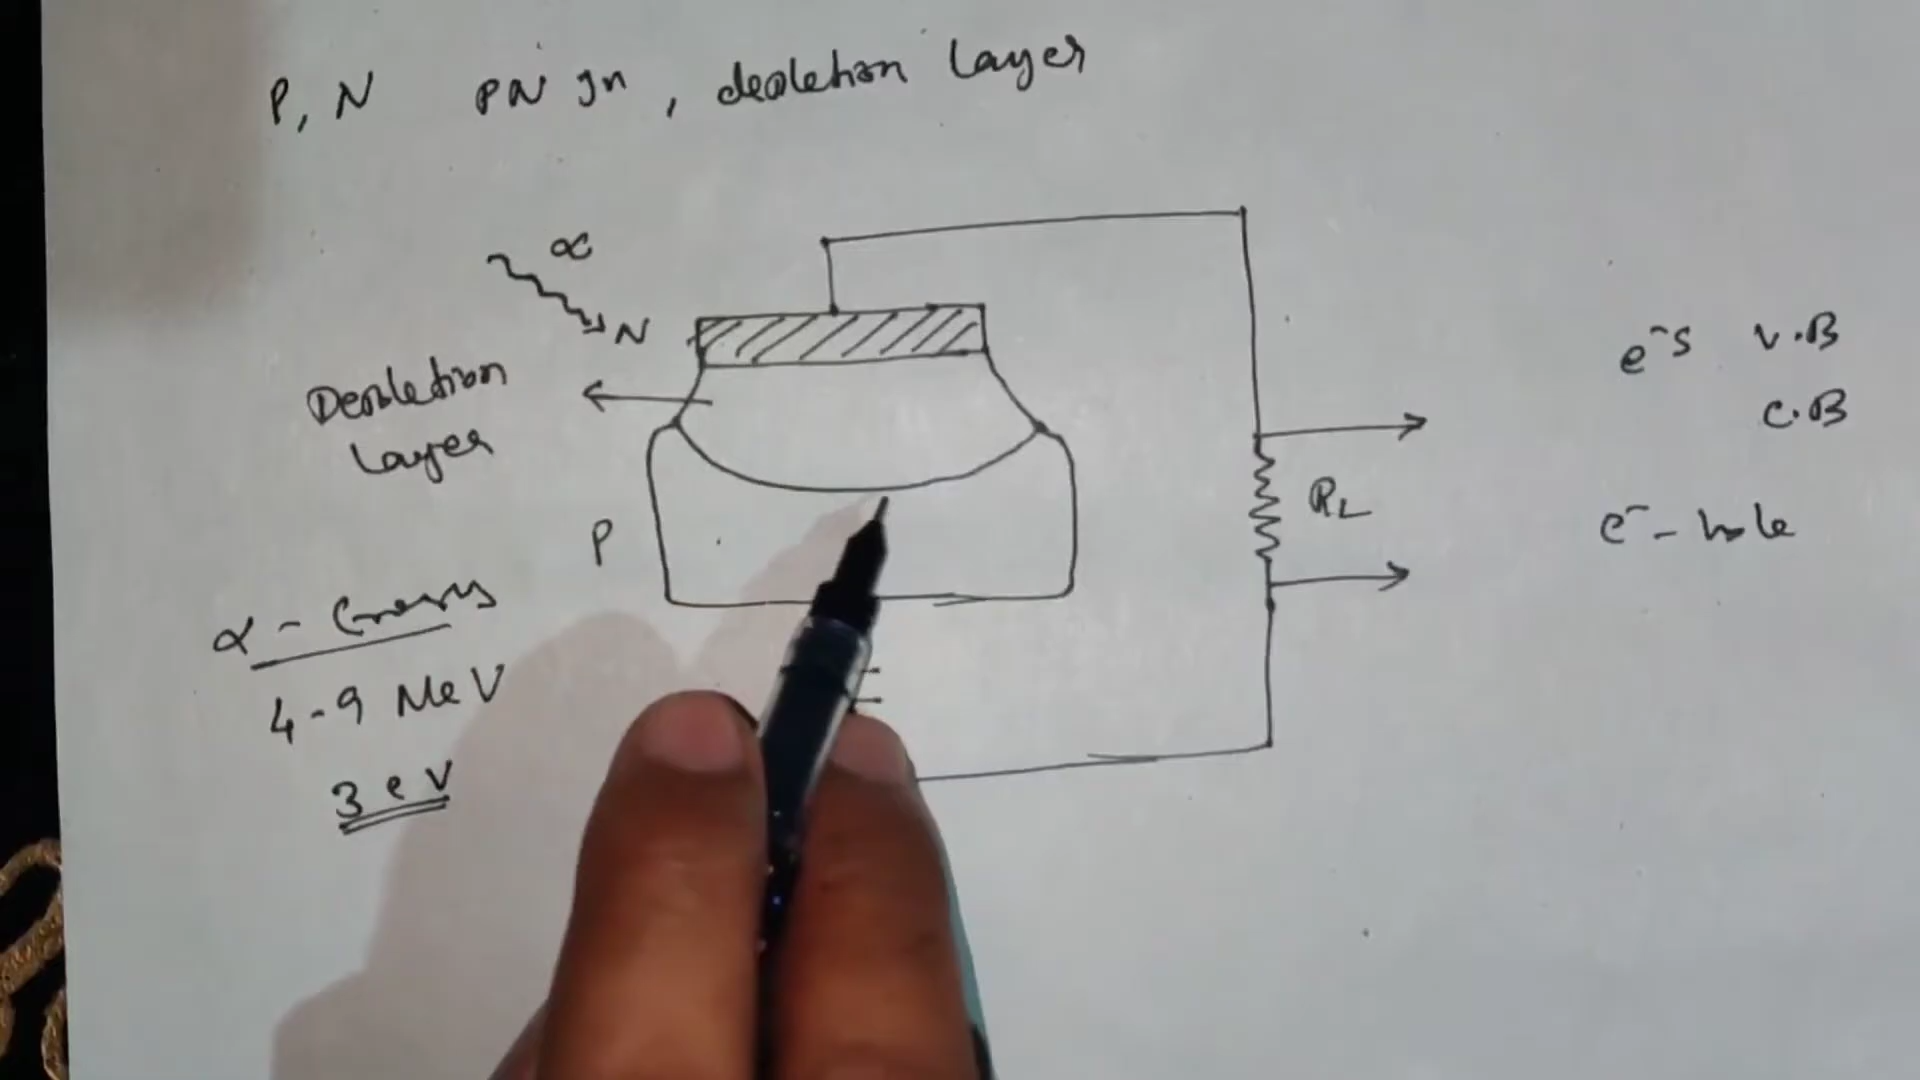 P, N PN Jn, depletion layer
α
N
Depletion
Layer
P
α - Energy
4-9 MeV
3 eV
RL
e⁻s V.B
C.B
e⁻ - hole